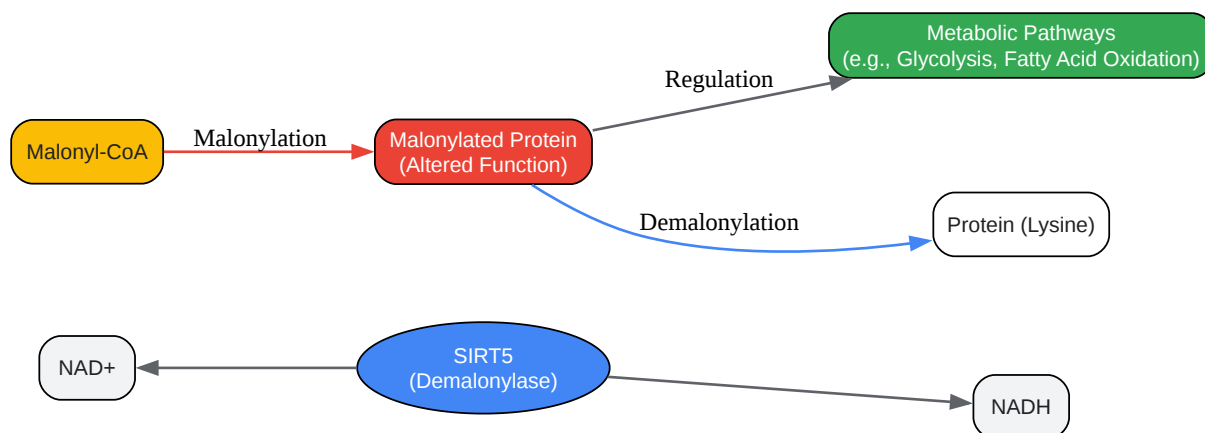 Metabolic Pathways
(e.g., Glycolysis, Fatty Acid Oxidation)
Regulation
Malonyl-CoA
Malonylation
Malonylated Protein
(Altered Function)
Demalonylation
Protein (Lysine)
NAD+
SIRT5
(Demalonylase)
NADH